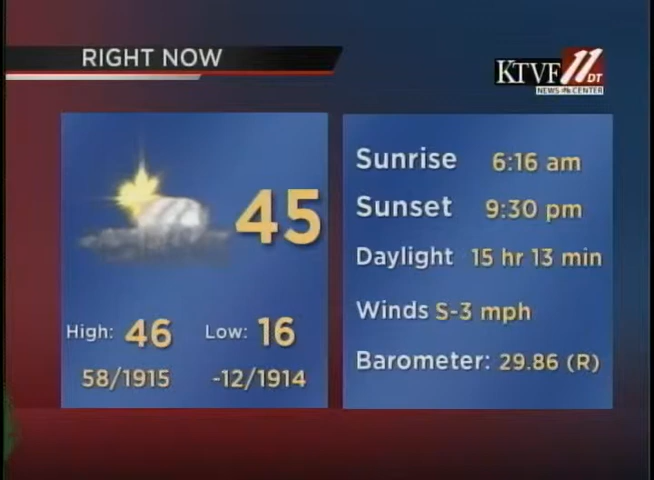 RIGHT NOW
KTVF 11 DT
NEWS CENTER
45
High: 46 Low: 16
58/1915 -12/1914
Sunrise 6:16 am
Sunset 9:30 pm
Daylight 15 hr 13 min
Winds S-3 mph
Barometer: 29.86 (R)